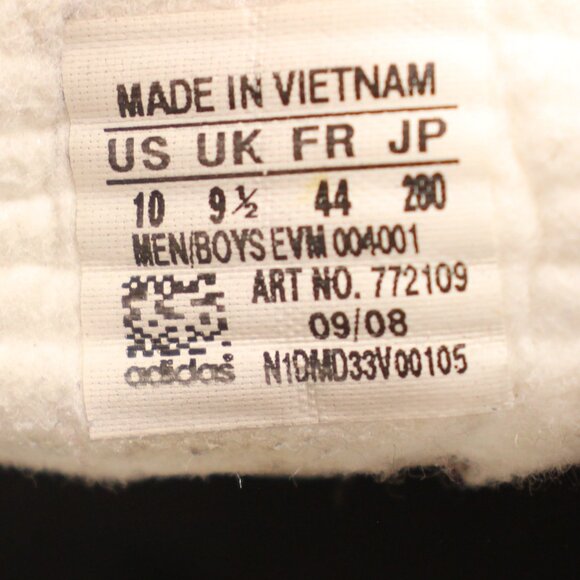 MADE IN VIETNAM
US UK FR JP
10 9½ 44 280
MEN/BOYS EVM 004001
ART NO. 772109
09/08
adidas® N1DMD33V00105